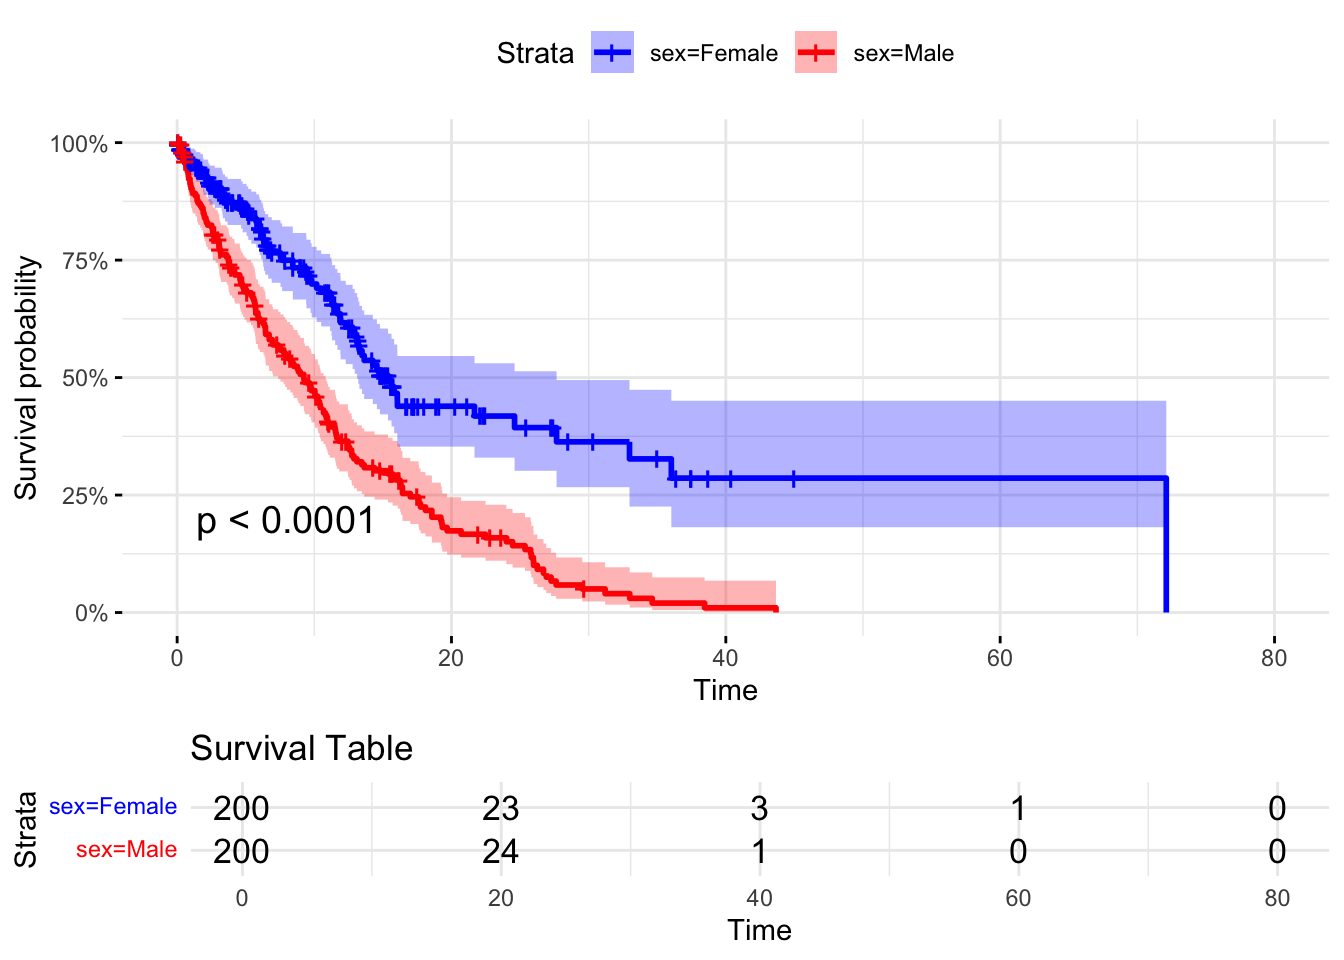 Strata sex=Female sex=Male
Survival probability
100%
75%
50%
25%
0%
p < 0.0001
0 20 40 60 80
Time
Survival Table
Strata
sex=Female 200 23 3 1 0
sex=Male 200 24 1 0 0
0 20 40 60 80
Time